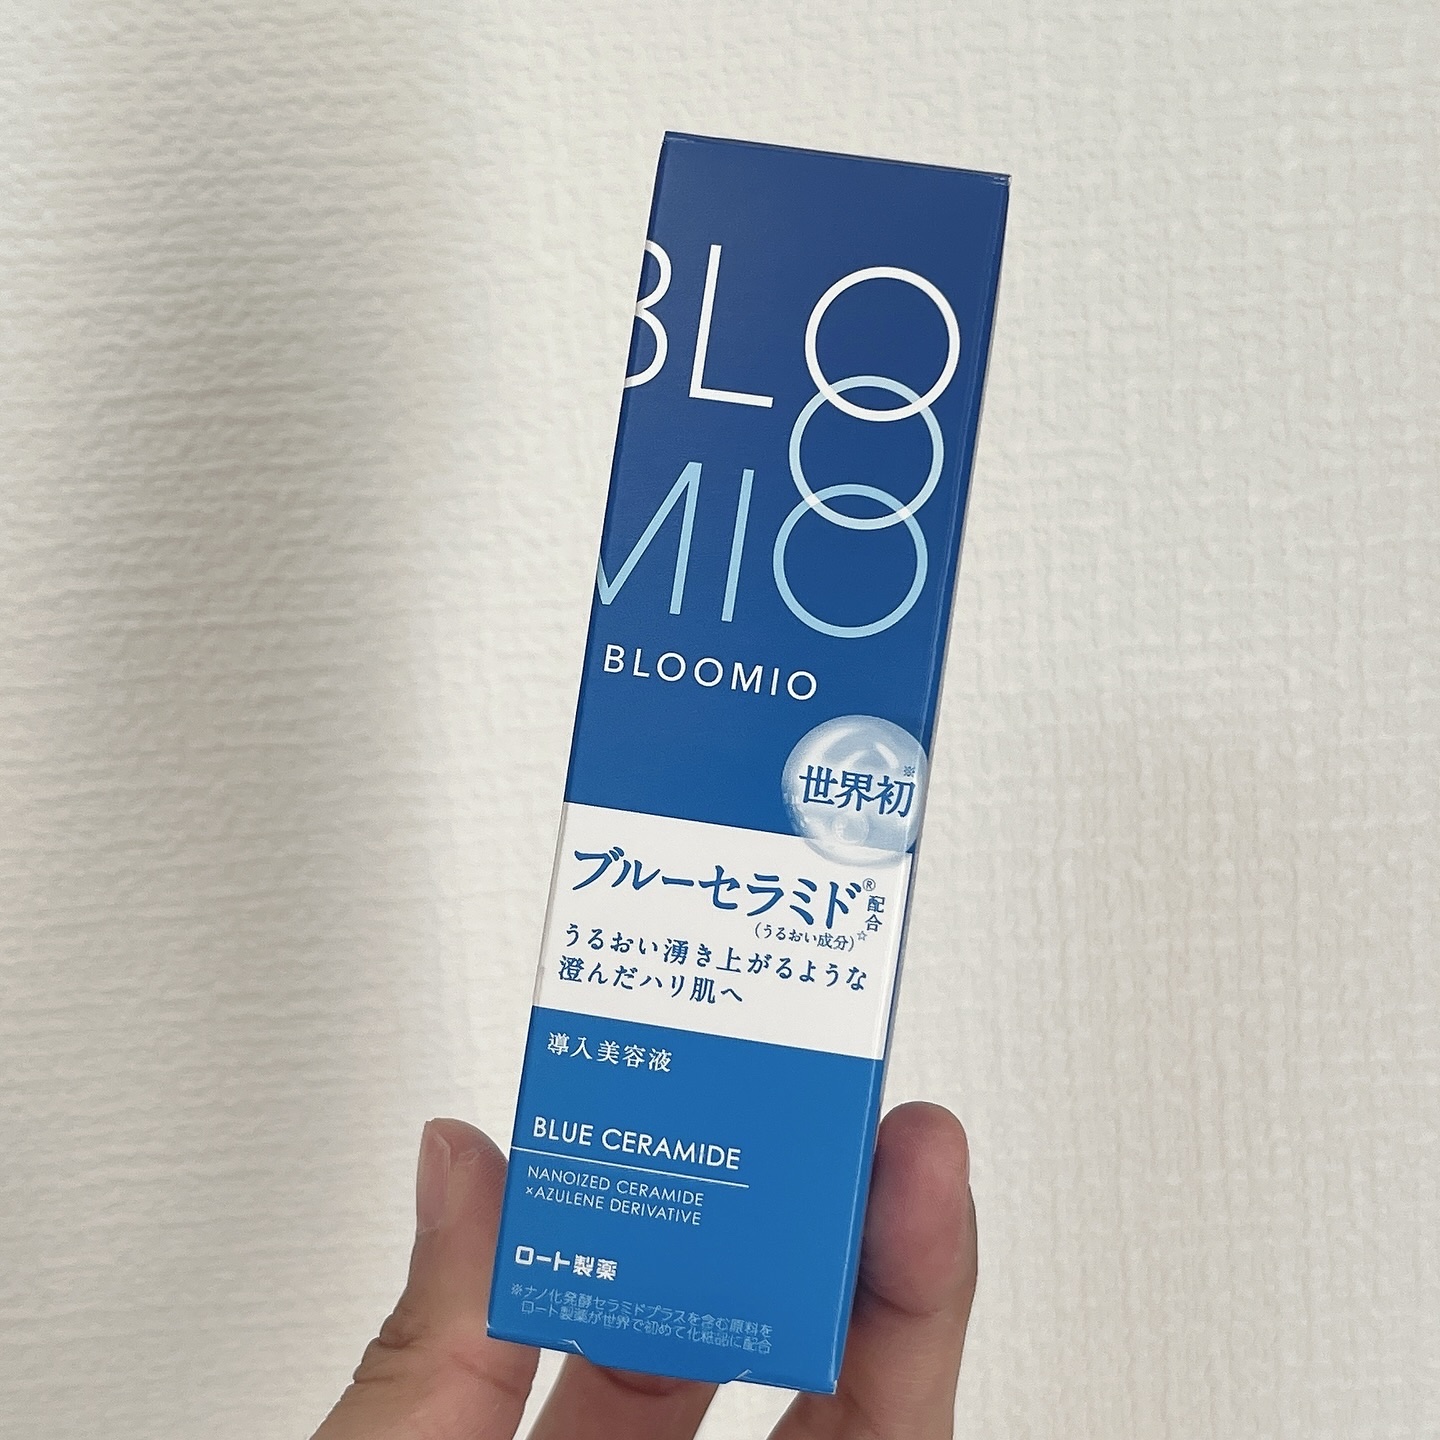 BLO
O
MIO
BLOOMIO
世界初※
ブルーセラミド®配合☆
(うるおい成分)
うるおい湧き上がるような
澄んだハリ肌へ
導入美容液
BLUE CERAMIDE
NANOIZED CERAMIDE
×AZULENE DERIVATIVE
ロート製薬
※ナノ化発酵セラミドプラスを含む原料を
ロート製薬が世界で初めて化粧品に配合